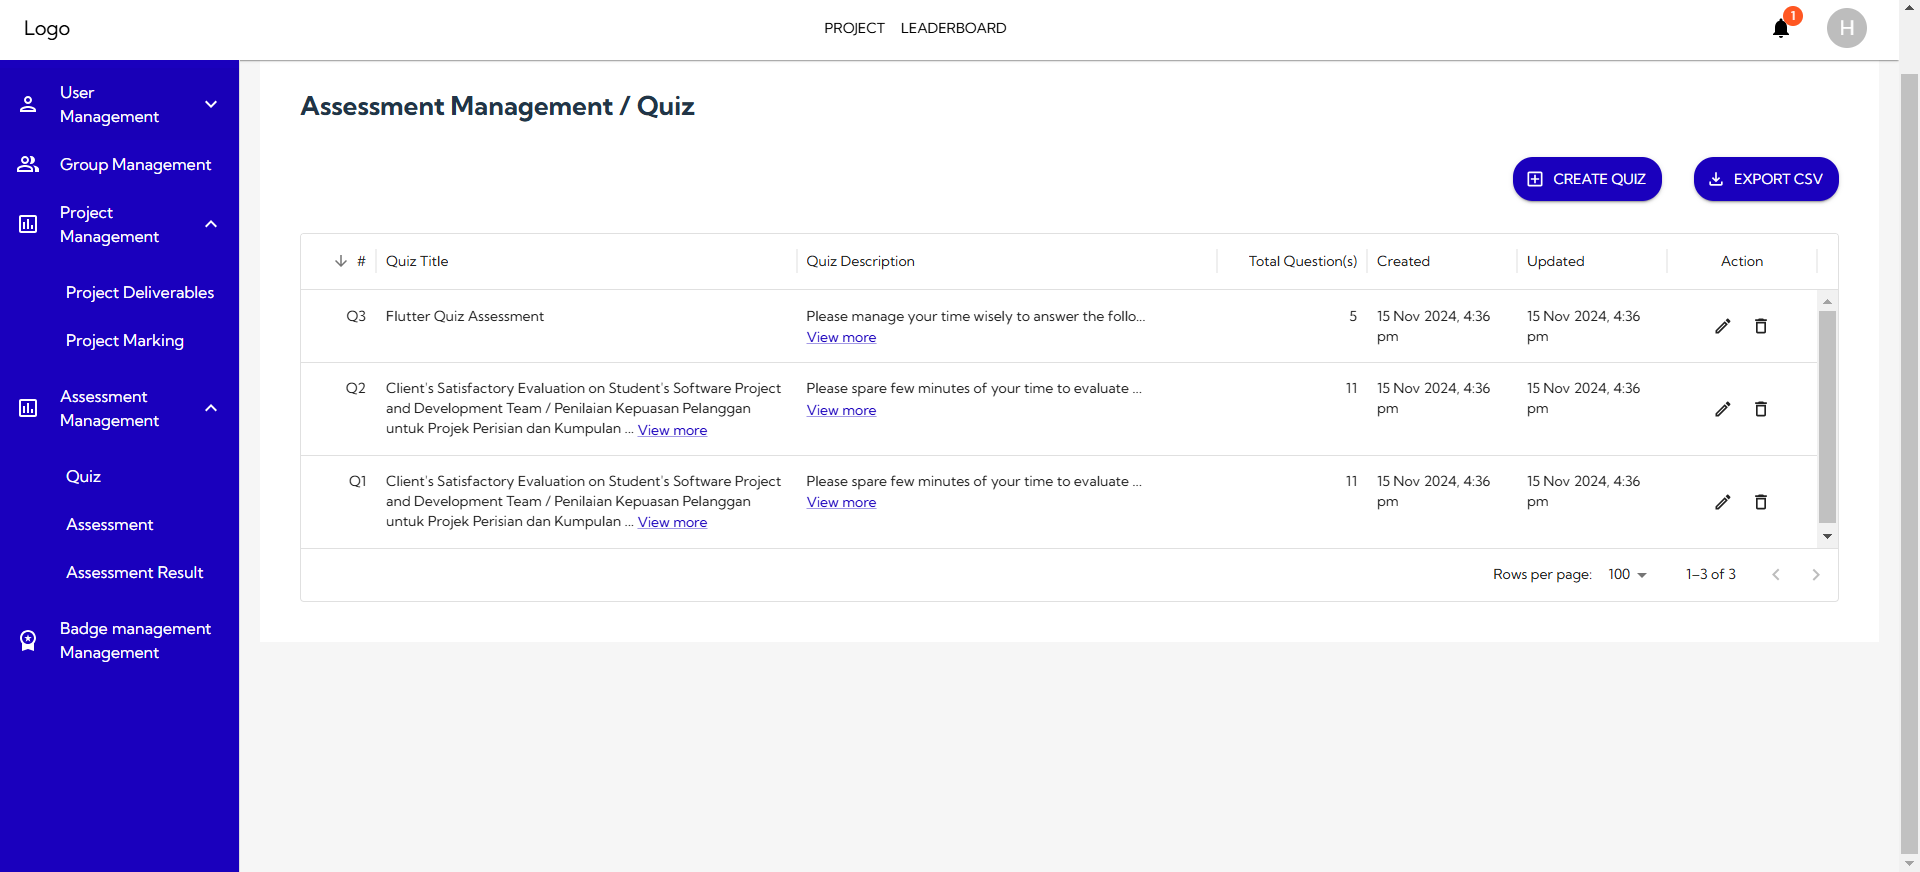 Logo
PROJECT LEADERBOARD
1
H
User
Management
Group Management
Project
Management
Project Deliverables
Project Marking
Assessment
Management
Quiz
Assessment
Assessment Result
Badge management
Management
Assessment Management / Quiz
CREATE QUIZ EXPORT CSV
# Quiz Title Quiz Description Total Question(s) Created Updated Action
Q3 Flutter Quiz Assessment Please manage your time wisely to answer the follo... 5 15 Nov 2024, 4:36 15 Nov 2024, 4:36
View more pm pm
Q2 Client's Satisfactory Evaluation on Student's Software Project Please spare few minutes of your time to evaluate ... 11 15 Nov 2024, 4:36 15 Nov 2024, 4:36
and Development Team / Penilaian Kepuasan Pelanggan View more pm pm
untuk Projek Perisian dan Kumpulan ... View more
Q1 Client's Satisfactory Evaluation on Student's Software Project Please spare few minutes of your time to evaluate ... 11 15 Nov 2024, 4:36 15 Nov 2024, 4:36
and Development Team / Penilaian Kepuasan Pelanggan View more pm pm
untuk Projek Perisian dan Kumpulan ... View more
Rows per page: 100 1–3 of 3